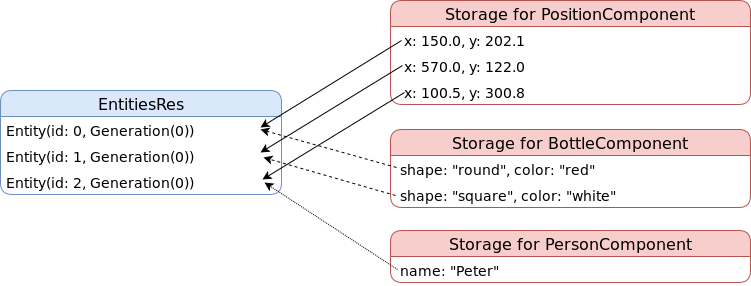 EntitiesRes
Entity(id: 0, Generation(0))
Entity(id: 1, Generation(0))
Entity(id: 2, Generation(0))
Storage for PositionComponent
x: 150.0, y: 202.1
x: 570.0, y: 122.0
x: 100.5, y: 300.8
Storage for BottleComponent
shape: "round", color: "red"
shape: "square", color: "white"
Storage for PersonComponent
name: "Peter"